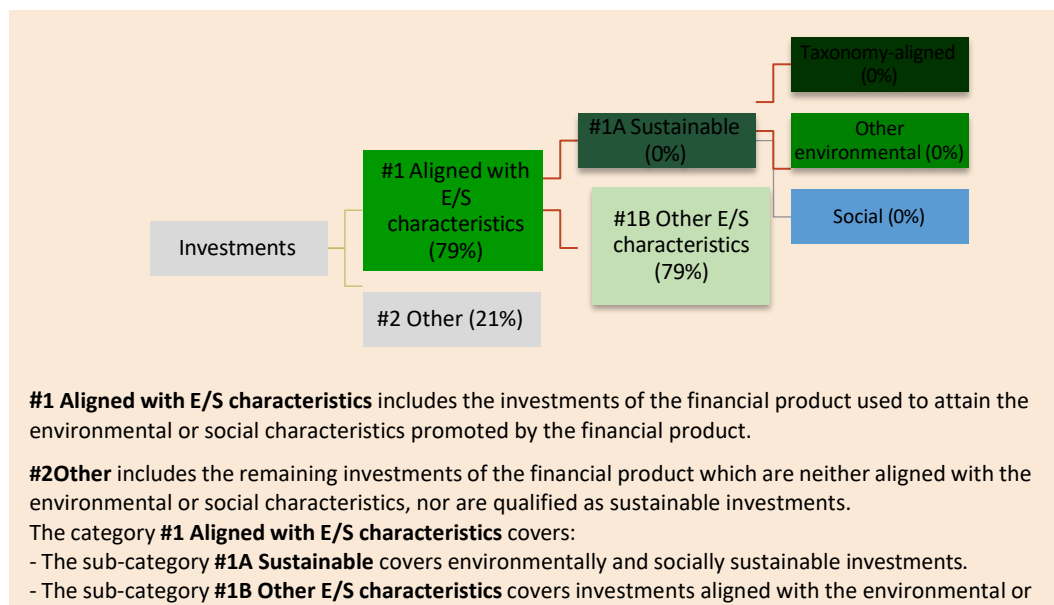 Taxonomy-aligned
(0%)
#1A Sustainable
(0%)
Other
environmental (0%)
#1 Aligned with
E/S
characteristics
(79%)
#1B Other E/S
characteristics
(79%)
Social (0%)
Investments
#2 Other (21%)
#1 Aligned with E/S characteristics includes the investments of the financial product used to attain the
environmental or social characteristics promoted by the financial product.
#2Other includes the remaining investments of the financial product which are neither aligned with the
environmental or social characteristics, nor are qualified as sustainable investments.
The category #1 Aligned with E/S characteristics covers:
- The sub-category #1A Sustainable covers environmentally and socially sustainable investments.
- The sub-category #1B Other E/S characteristics covers investments aligned with the environmental or